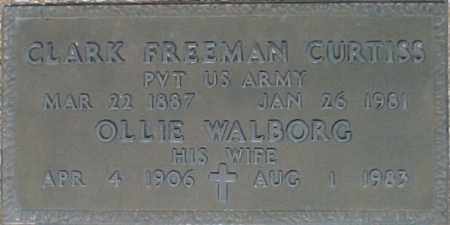 CLARK FREEMAN CURTISS
PVT US ARMY
MAR 22 1887 JAN 26 1981
OLLIE WALBORG
HIS WIFE
APR 4 1906 AUG 1 1983